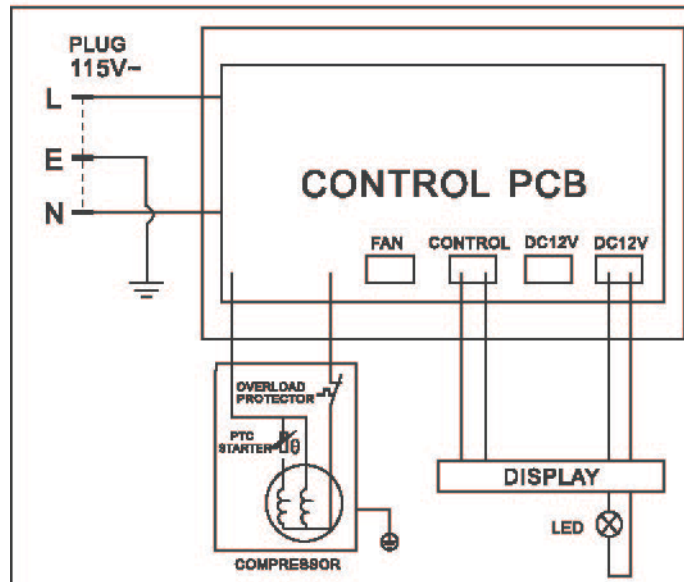 PLUG
115V~
L
E
N
CONTROL PCB
FAN
CONTROL
DC12V
DC12V
OVERLOAD
PROTECTOR
PTC
STARTER
θ
COMPRESSOR
DISPLAY
LED